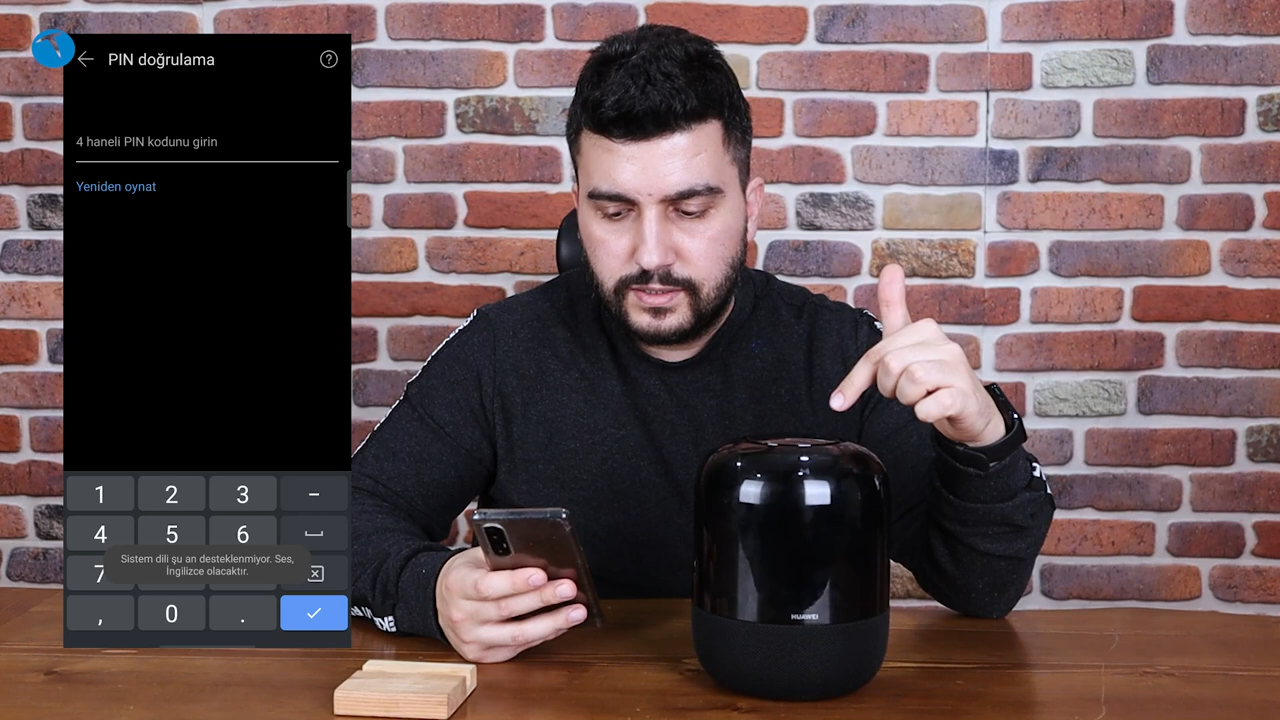 PIN doğrulama
4 haneli PIN kodunu girin
Yeniden oynat
1 2 3 -
4 5 6
7
Sistem dili şu an desteklenmiyor. Ses,
İngilizce olacaktır.
, 0 .
HUAWEI